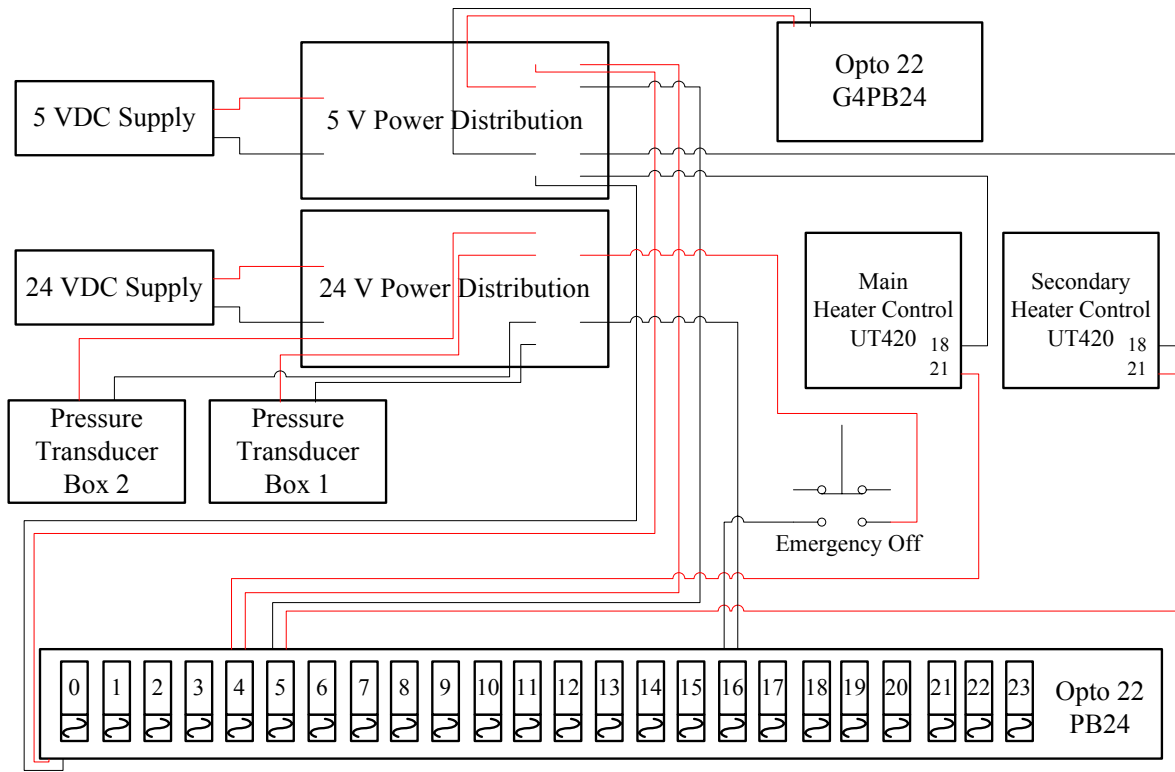 Opto 22
G4PB24
5 VDC Supply
5 V Power Distribution
24 VDC Supply
24 V Power Distribution
Main
Heater Control
UT420
18
21
Secondary
Heater Control
UT420
18
21
Pressure
Transducer
Box 2
Pressure
Transducer
Box 1
Emergency Off
0 1 2 3 4 5 6 7 8 9 10 11 12 13 14 15 16 17 18 19 20 21 22 23
Opto 22
PB24